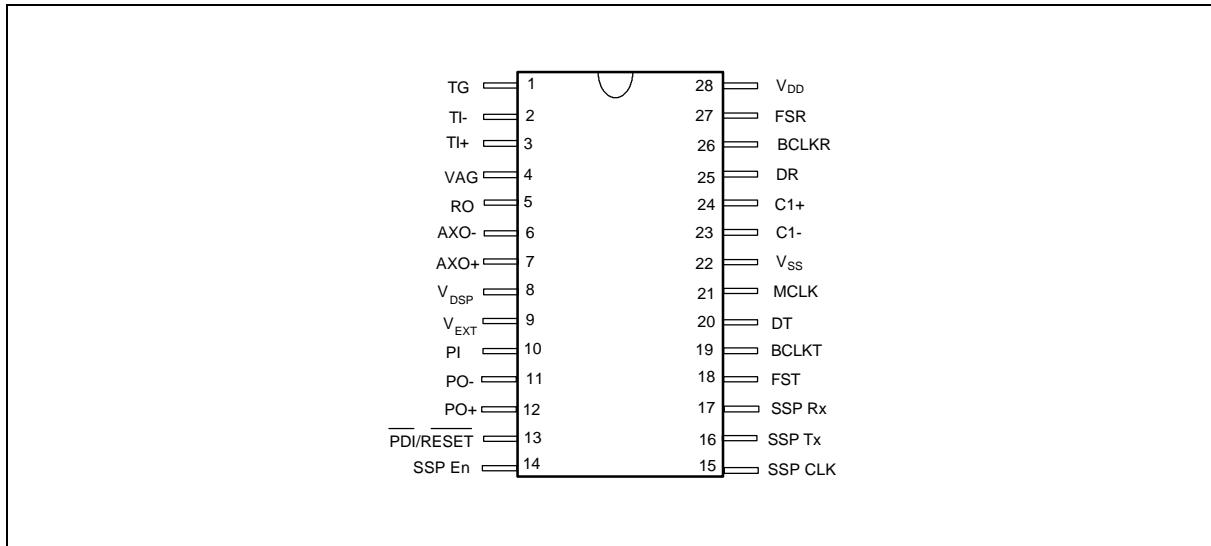 TG 1 28 VDD
TI- 2 27 FSR
TI+ 3 26 BCLKR
VAG 4 25 DR
RO 5 24 C1+
AXO- 6 23 C1-
AXO+ 7 22 VSS
VDSP 8 21 MCLK
VEXT 9 20 DT
PI 10 19 BCLKT
PO- 11 18 FST
PO+ 12 17 SSP Rx
PDI/RESET 13 16 SSP Tx
SSP En 14 15 SSP CLK